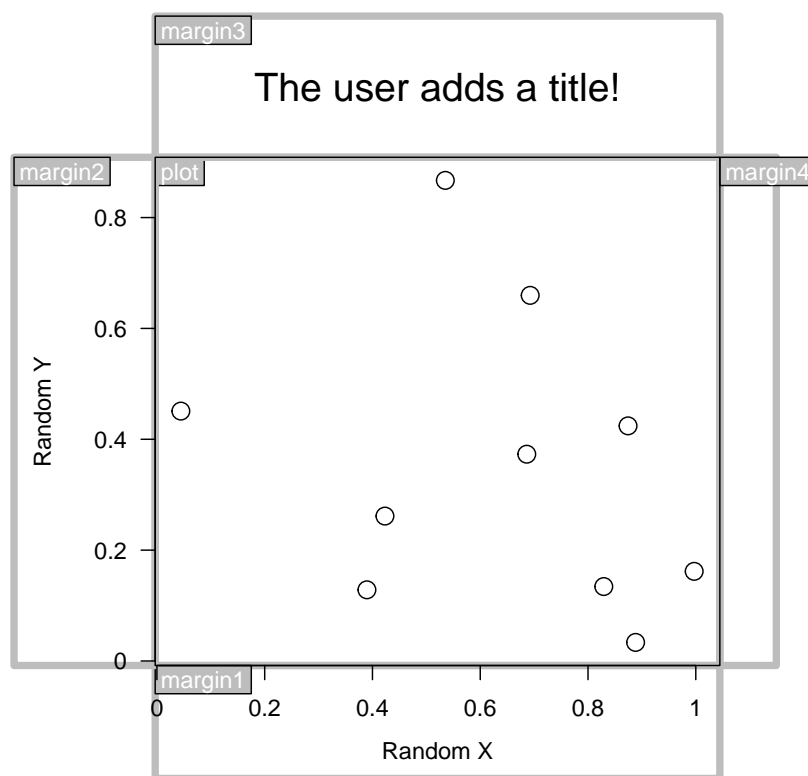 margin3
The user adds a title!
margin2
plot
margin4
0.8
0.6
0.4
0.2
0
Random Y
margin1
0 0.2 0.4 0.6 0.8 1
Random X